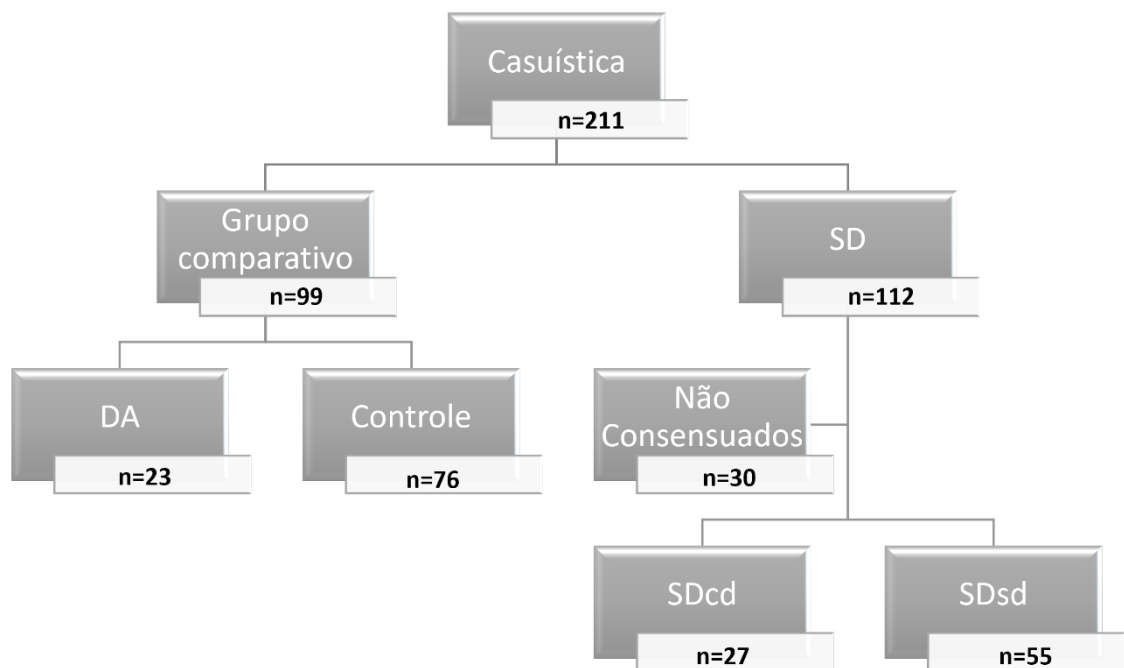 Casuística
n=211
Grupo
comparativo
n=99
SD
n=112
DA
n=23
Controle
n=76
Não
Consensuados
n=30
SDcd
n=27
SDsd
n=55